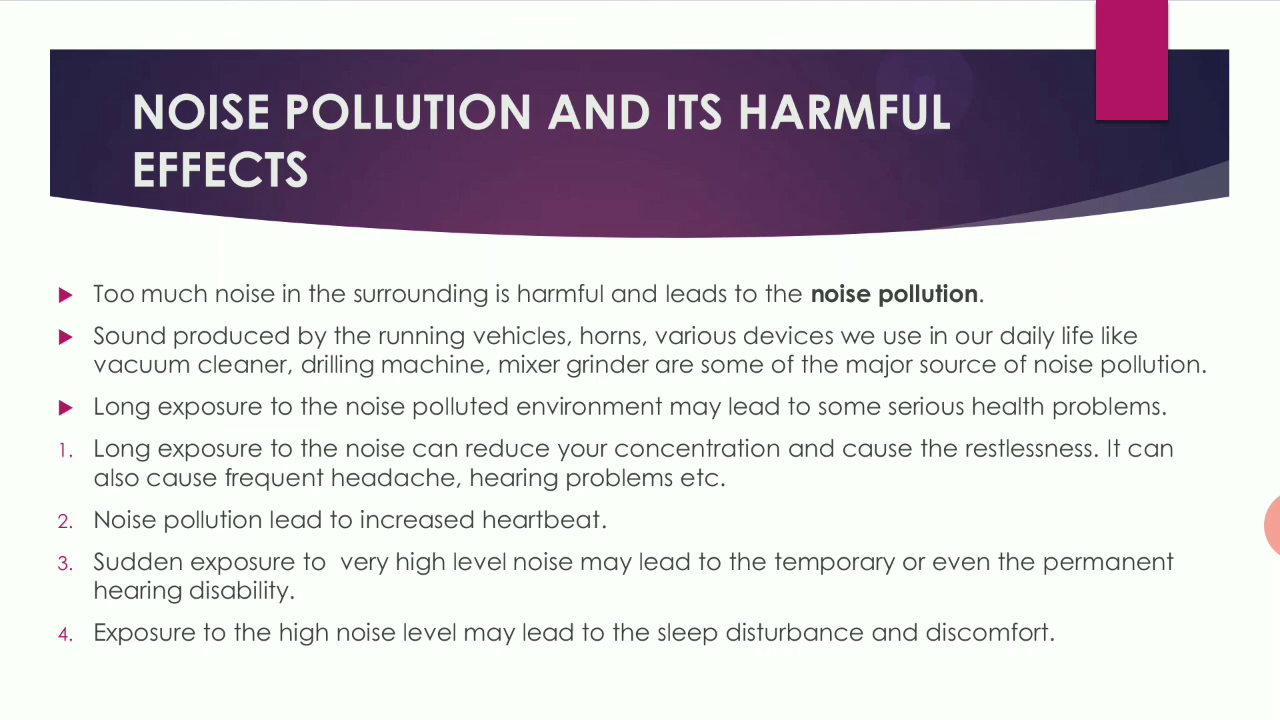 NOISE POLLUTION AND ITS HARMFUL
EFFECTS
Too much noise in the surrounding is harmful and leads to the noise pollution.
Sound produced by the running vehicles, horns, various devices we use in our daily life like
vacuum cleaner, drilling machine, mixer grinder are some of the major source of noise pollution.
Long exposure to the noise polluted environment may lead to some serious health problems.
1. Long exposure to the noise can reduce your concentration and cause the restlessness. It can
also cause frequent headache, hearing problems etc.
2. Noise pollution lead to increased heartbeat.
3. Sudden exposure to  very high level noise may lead to the temporary or even the permanent
hearing disability.
4. Exposure to the high noise level may lead to the sleep disturbance and discomfort.